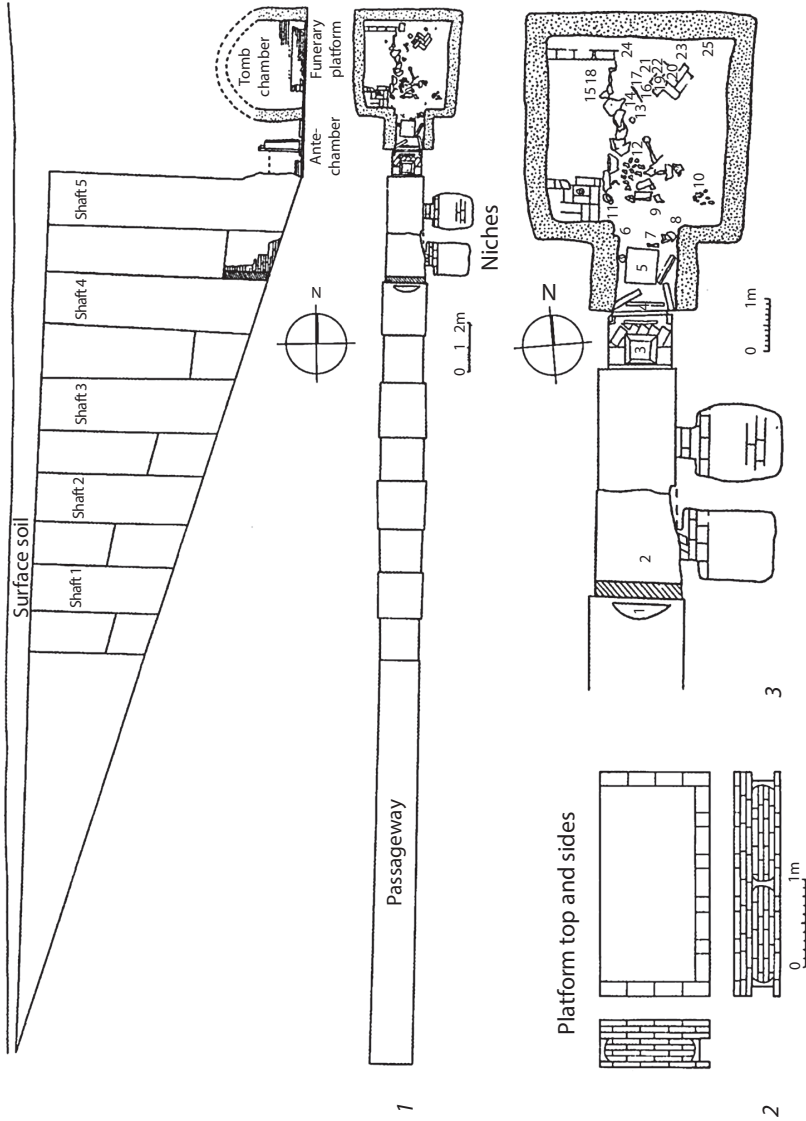 Surface soil
Shaft 1
Shaft 2
Shaft 3
Shaft 4
Shaft 5
Ante-
chamber
Tomb
chamber
Funerary
platform
Passageway
Niches
N
0 1 2m
1
Platform top and sides
0 1m
2
N
0 1m
1
2
3
4
5
6
7
8
9
10
11
12
13
14
15
16
17
18
19
20
21
22
23
24
25
3